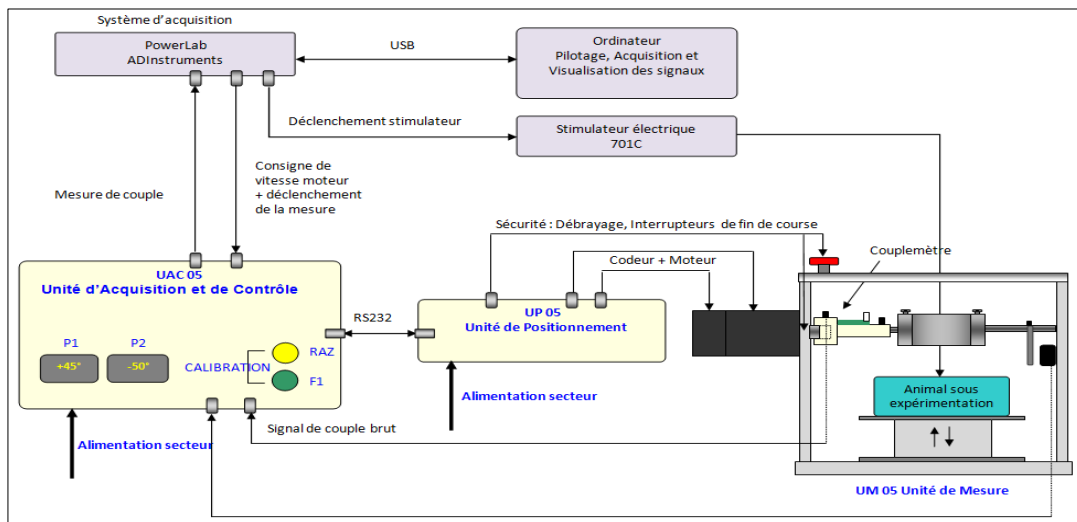 Système d'acquisition
PowerLab
ADInstruments
USB
Ordinateur
Pilotage, Acquisition et
Visualisation des signaux
Déclenchement stimulateur
Stimulateur électrique
701C
Mesure de couple
Consigne de
vitesse moteur
+ déclenchement
de la mesure
Sécurité : Débrayage, Interrupteurs de fin de course
Couplemètre
Codeur + Moteur
UAC 05
Unité d'Acquisition et de Contrôle
RS232
UP 05
Unité de Positionnement
P1
P2
+45°
-50°
CALIBRATION
RAZ
F1
Animal sous
expérimentation
Alimentation secteur
Alimentation secteur
Signal de couple brut
UM 05 Unité de Mesure